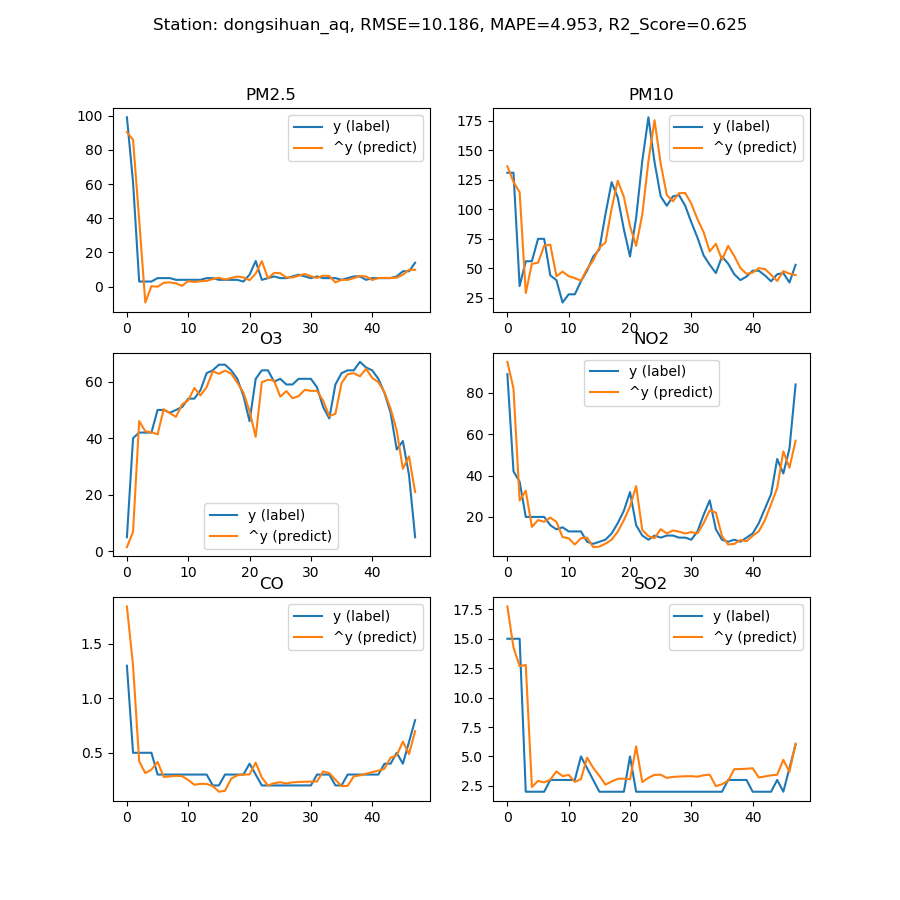 Station: dongsihuan_aq, RMSE=10.186, MAPE=4.953, R2_Score=0.625
PM2.5
100
80
60
40
20
0
0 10 20 30 40
y (label)
^y (predict)
PM10
175
150
125
100
75
50
25
0 10 20 30 40
y (label)
^y (predict)
O3
60
40
20
0
0 10 20 30 40
y (label)
^y (predict)
NO2
80
60
40
20
0 10 20 30 40
y (label)
^y (predict)
CO
1.5
1.0
0.5
0 10 20 30 40
y (label)
^y (predict)
SO2
17.5
15.0
12.5
10.0
7.5
5.0
2.5
0 10 20 30 40
y (label)
^y (predict)